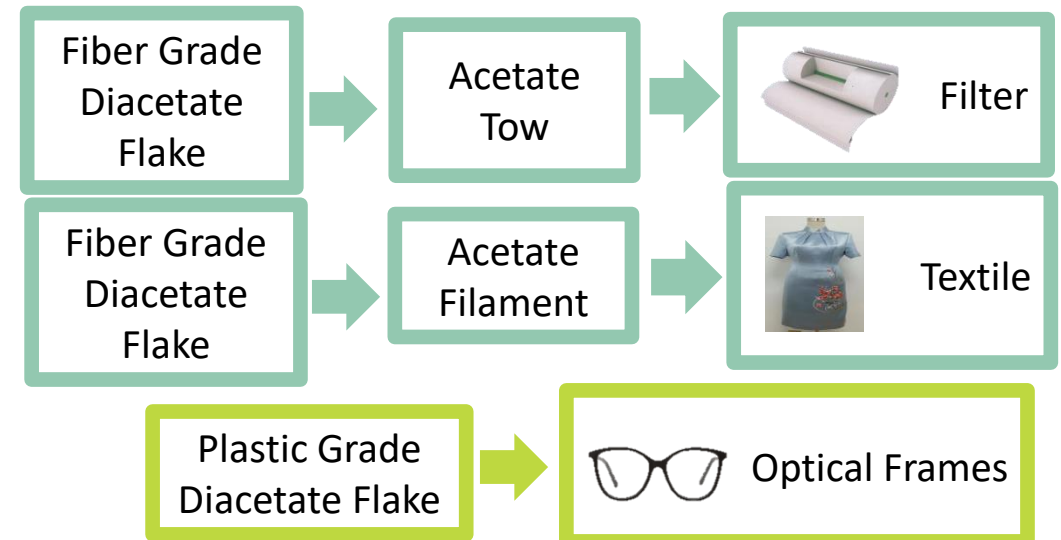 Fiber Grade
Diacetate
Flake
Acetate
Tow
Filter
Fiber Grade
Diacetate
Flake
Acetate
Filament
Textile
Plastic Grade
Diacetate Flake
Optical Frames